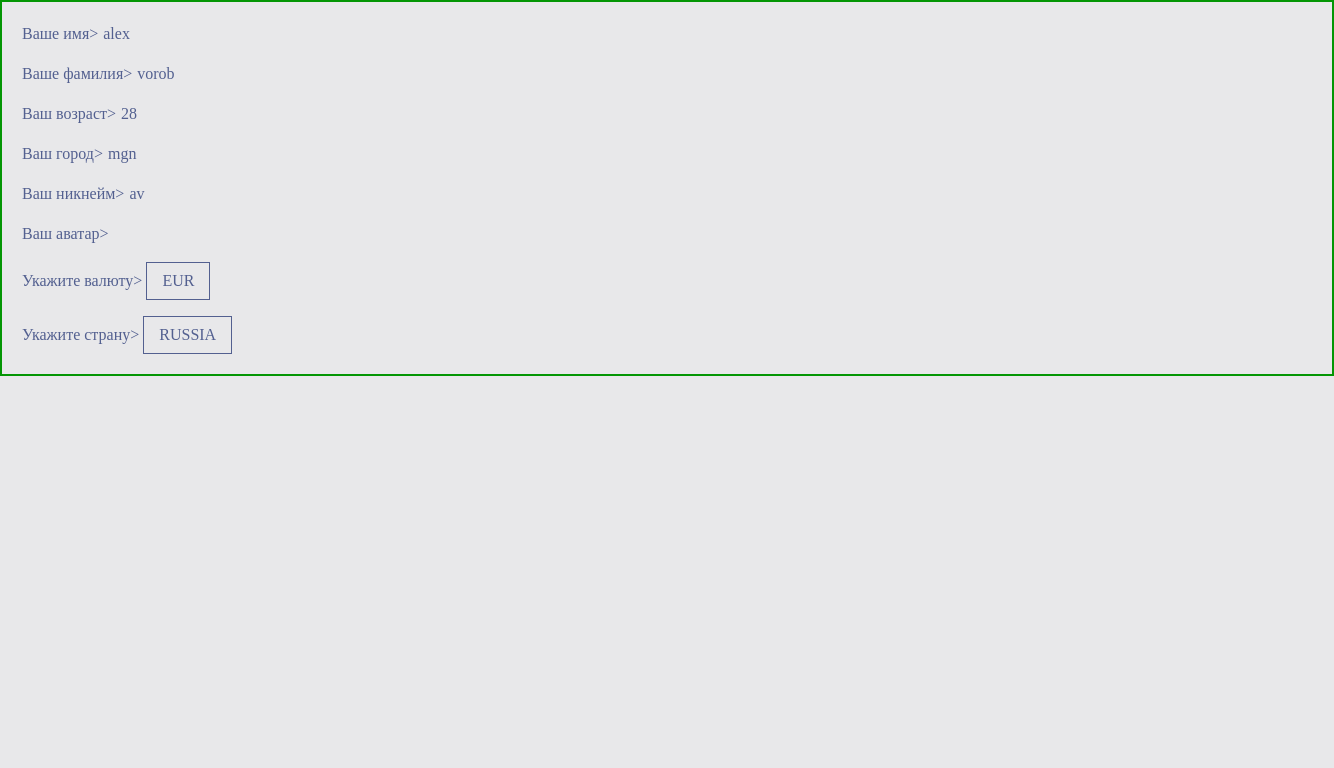 Ваше имя> alex
Ваше фамилия> vorob
Ваш возраст> 28
Ваш город> mgn
Ваш никнейм> av
Ваш аватар>
Укажите валюту> EUR
Укажите страну> RUSSIA